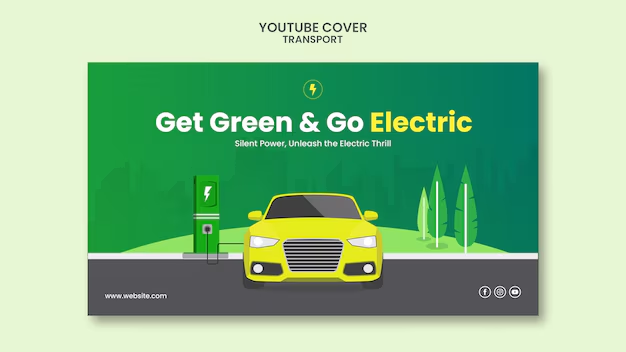 YOUTUBE COVER
TRANSPORT
Get Green & Go Electric
Silent Power, Unleash the Electric Thrill
www.website.com